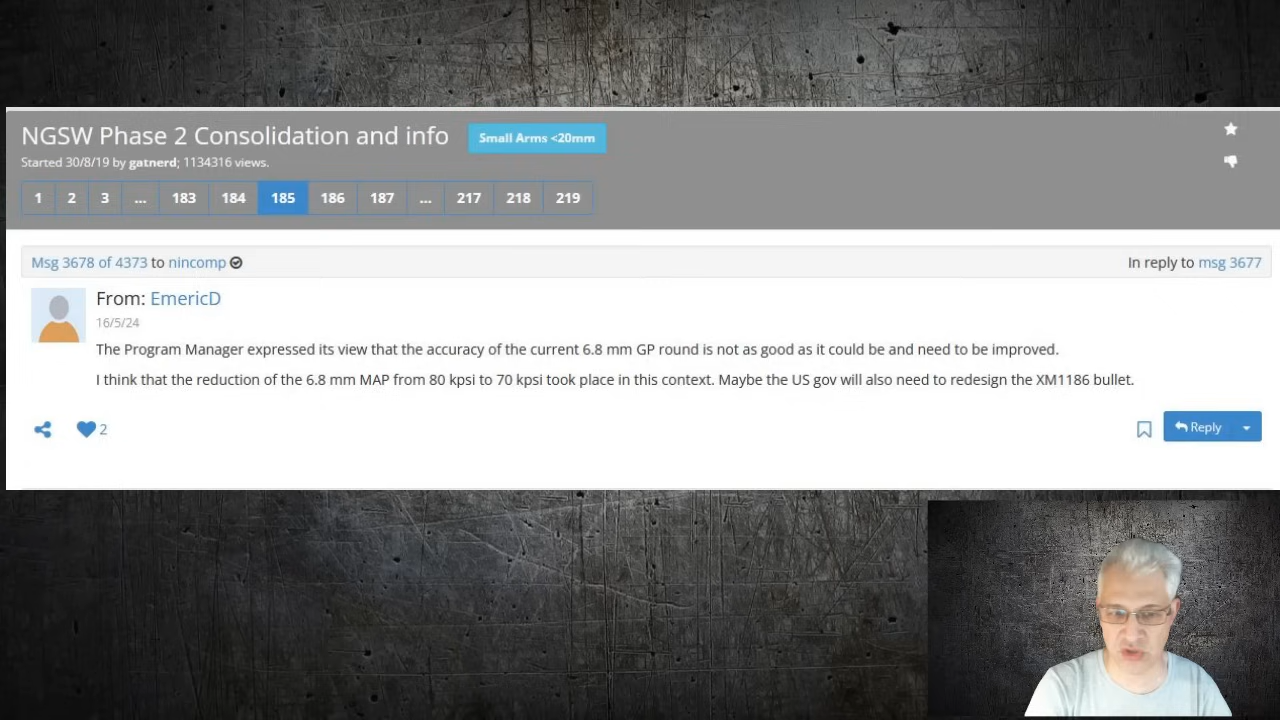 NGSW Phase 2 Consolidation and info
Small Arms <20mm
Started 30/8/19 by gatnerd; 1134316 views.
1 2 3 ... 183 184 185 186 187 ... 217 218 219
Msg 3678 of 4373 to nincomp
In reply to msg 3677
From: EmericD
16/5/24
The Program Manager expressed its view that the accuracy of the current 6.8 mm GP round is not as good as it could be and need to be improved.
I think that the reduction of the 6.8 mm MAP from 80 kpsi to 70 kpsi took place in this context. Maybe the US gov will also need to redesign the XM1186 bullet.
2
Reply